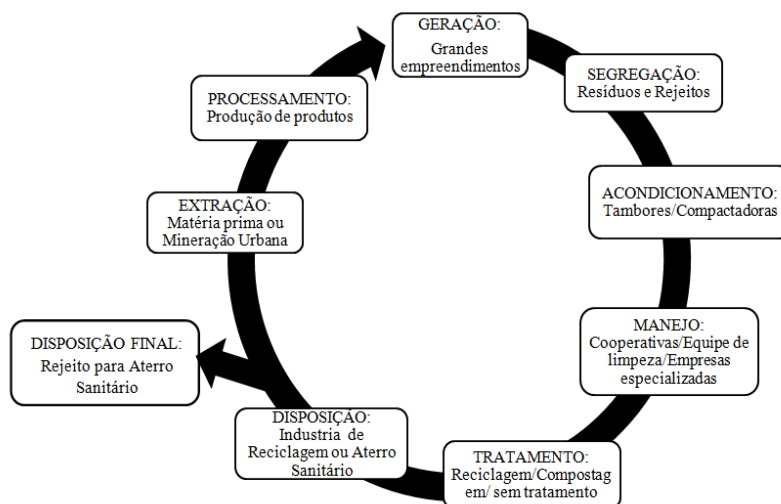 GERAÇÃO:
Grandes
empreendimentos
SEGREGAÇÃO:
Resíduos e Rejeitos
ACONDICIONAMENTO:
Tambores/Compactadoras
MANEJO:
Cooperativas/Equipe de
limpeza/Empresas
especializadas
TRATAMENTO:
Reciclagem/Compostag
em/ sem tratamento
DISPOSIÇÃO:
Industria de
Reciclagem ou Aterro
Sanitário
DISPOSIÇÃO FINAL:
Rejeito para Aterro
Sanitário
EXTRAÇÃO:
Matéria prima ou
Mineração Urbana
PROCESSAMENTO:
Produção de produtos